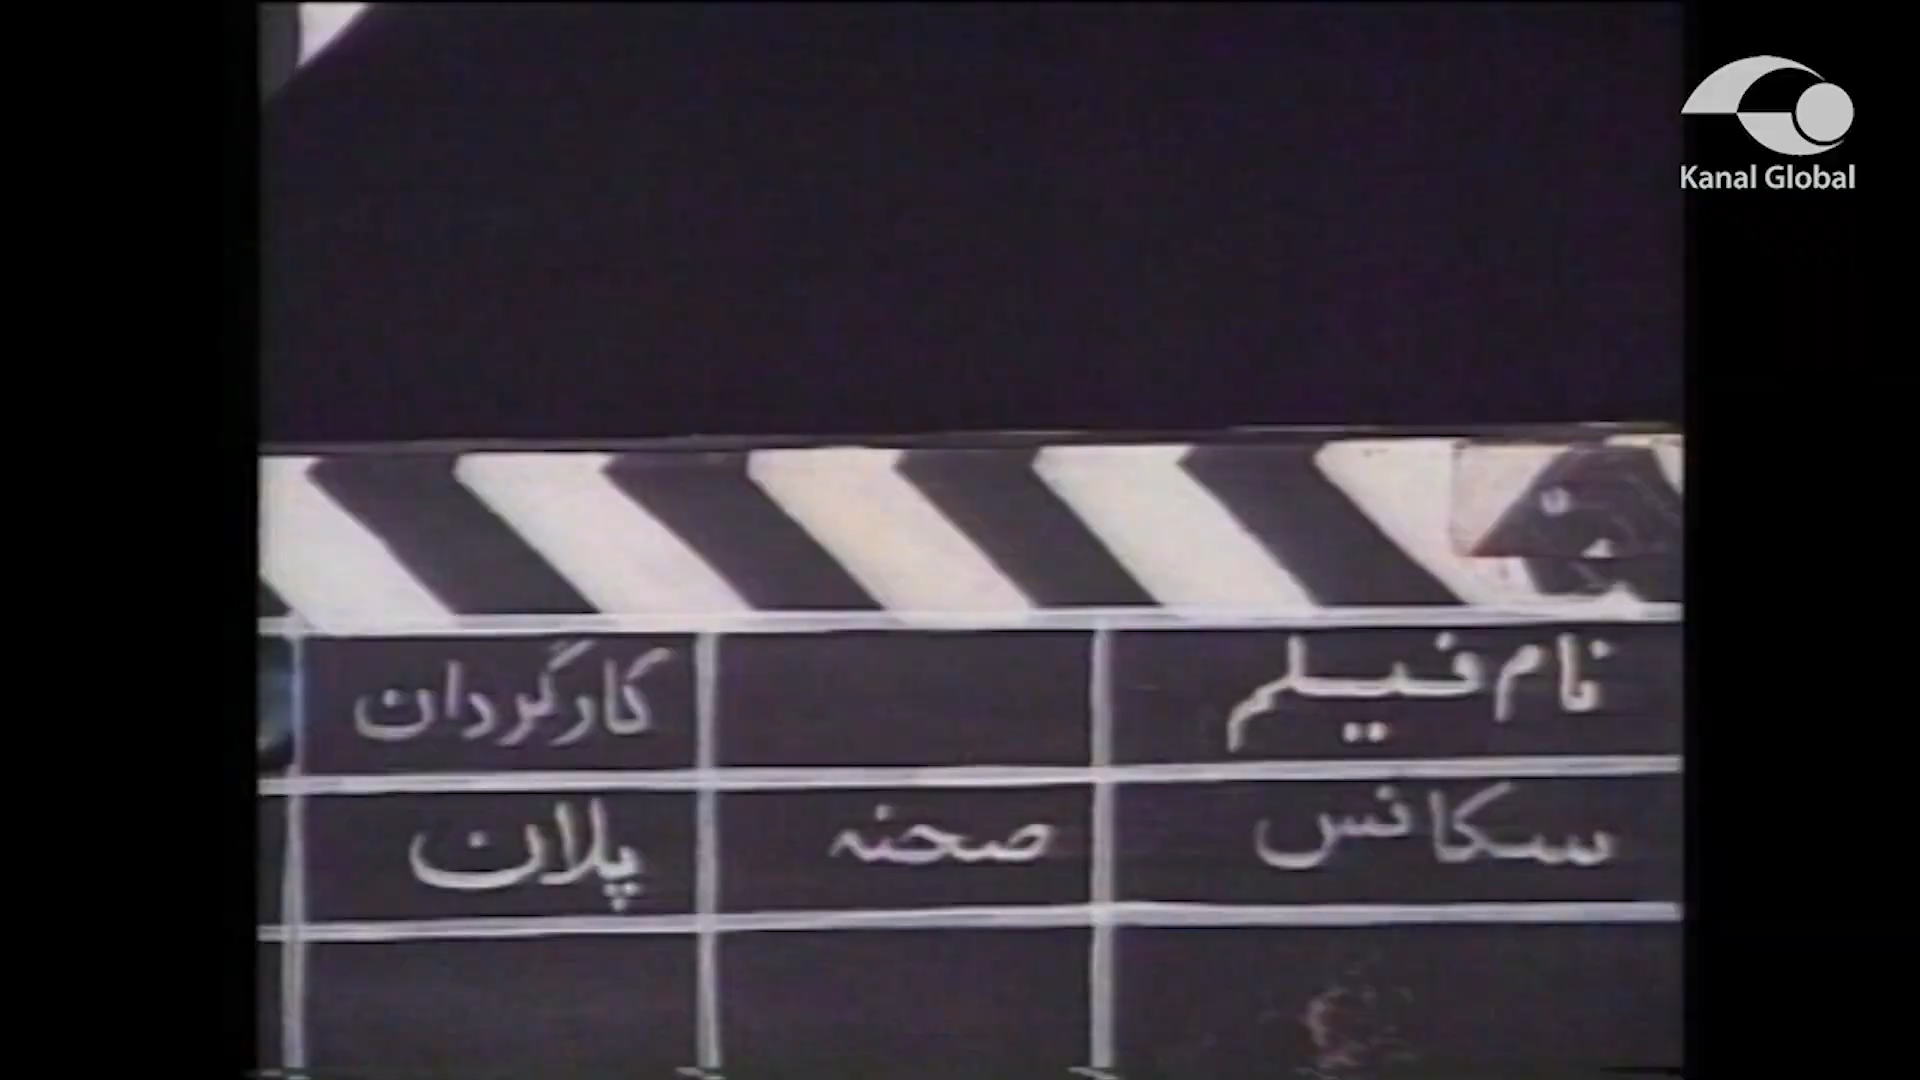 Kanal Global
نام فیلم
کارگردان
سکانس
صحنه
پلان